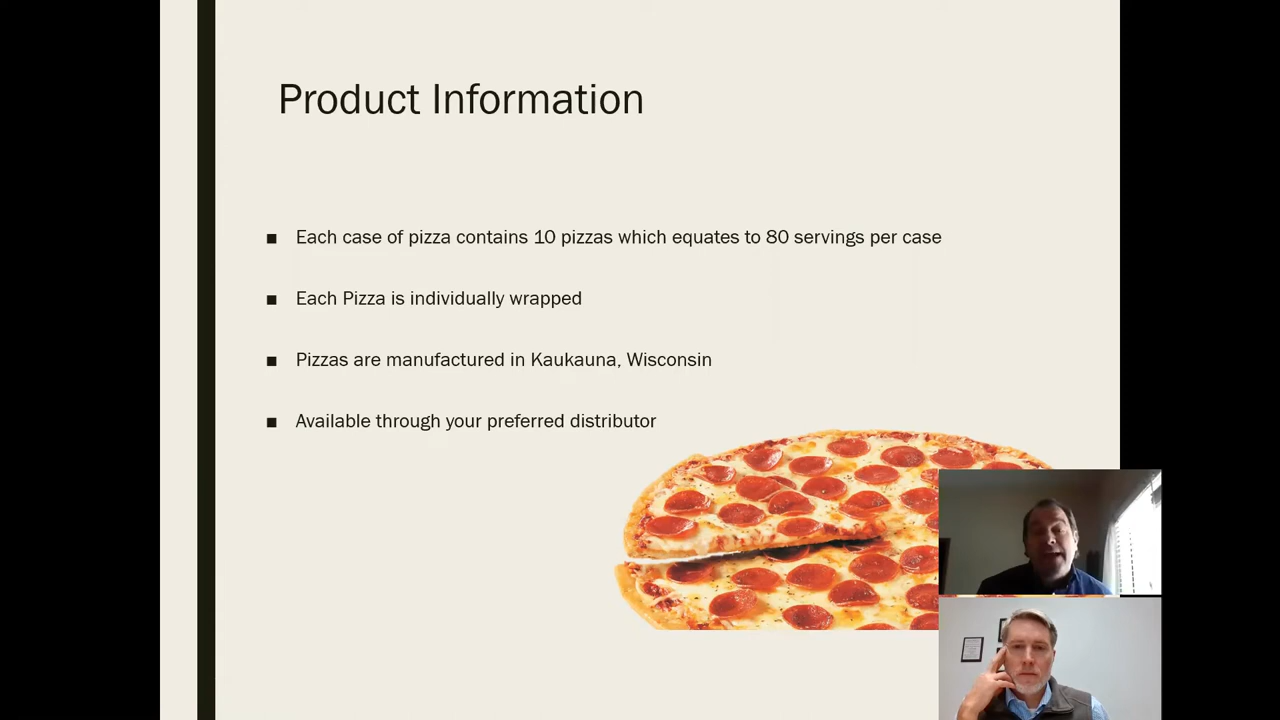 Product Information
Each case of pizza contains 10 pizzas which equates to 80 servings per case
Each Pizza is individually wrapped
Pizzas are manufactured in Kaukauna, Wisconsin
Available through your preferred distributor